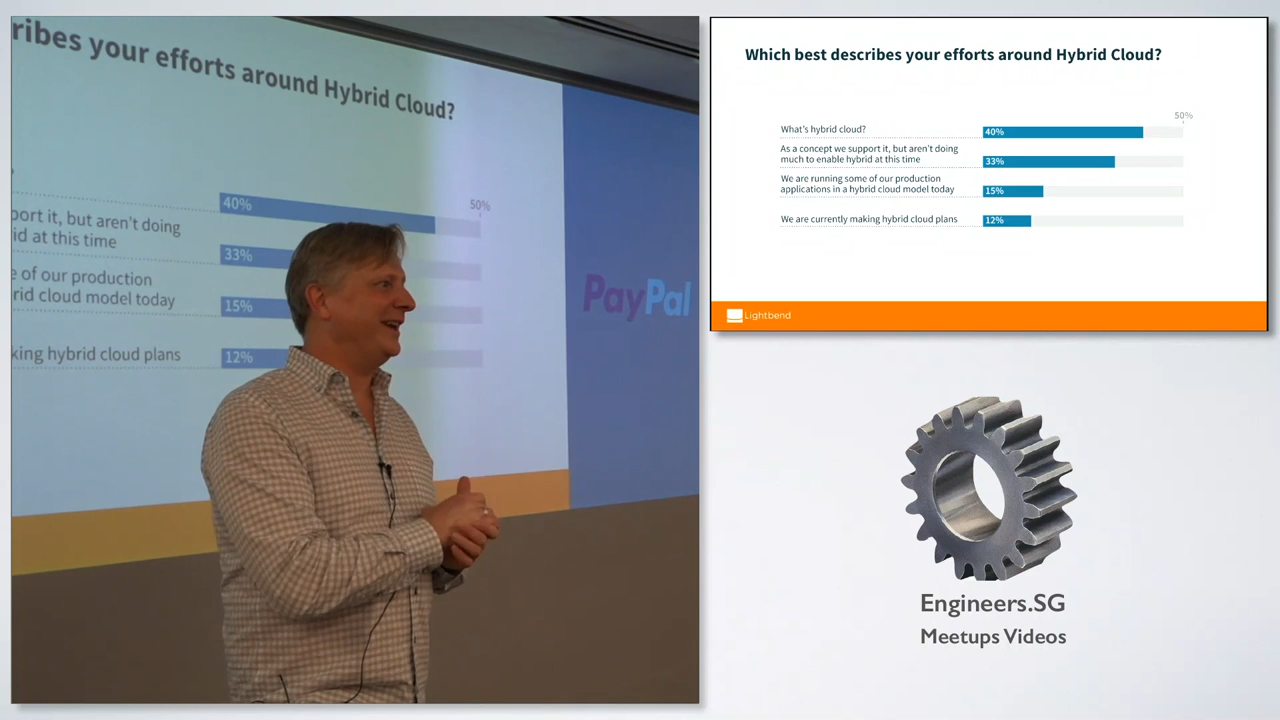 ribes your efforts around Hybrid Cloud?
50%
40%
port it, but aren't doing
rid at this time
33%
e of our production
rid cloud model today
15%
king hybrid cloud plans
12%
PayPal
Which best describes your efforts around Hybrid Cloud?
50%
What's hybrid cloud?
40%
As a concept we support it, but aren't doing
much to enable hybrid at this time
33%
We are running some of our production
applications in a hybrid cloud model today
15%
We are currently making hybrid cloud plans
12%
Lightbend
Engineers.SG
Meetups Videos